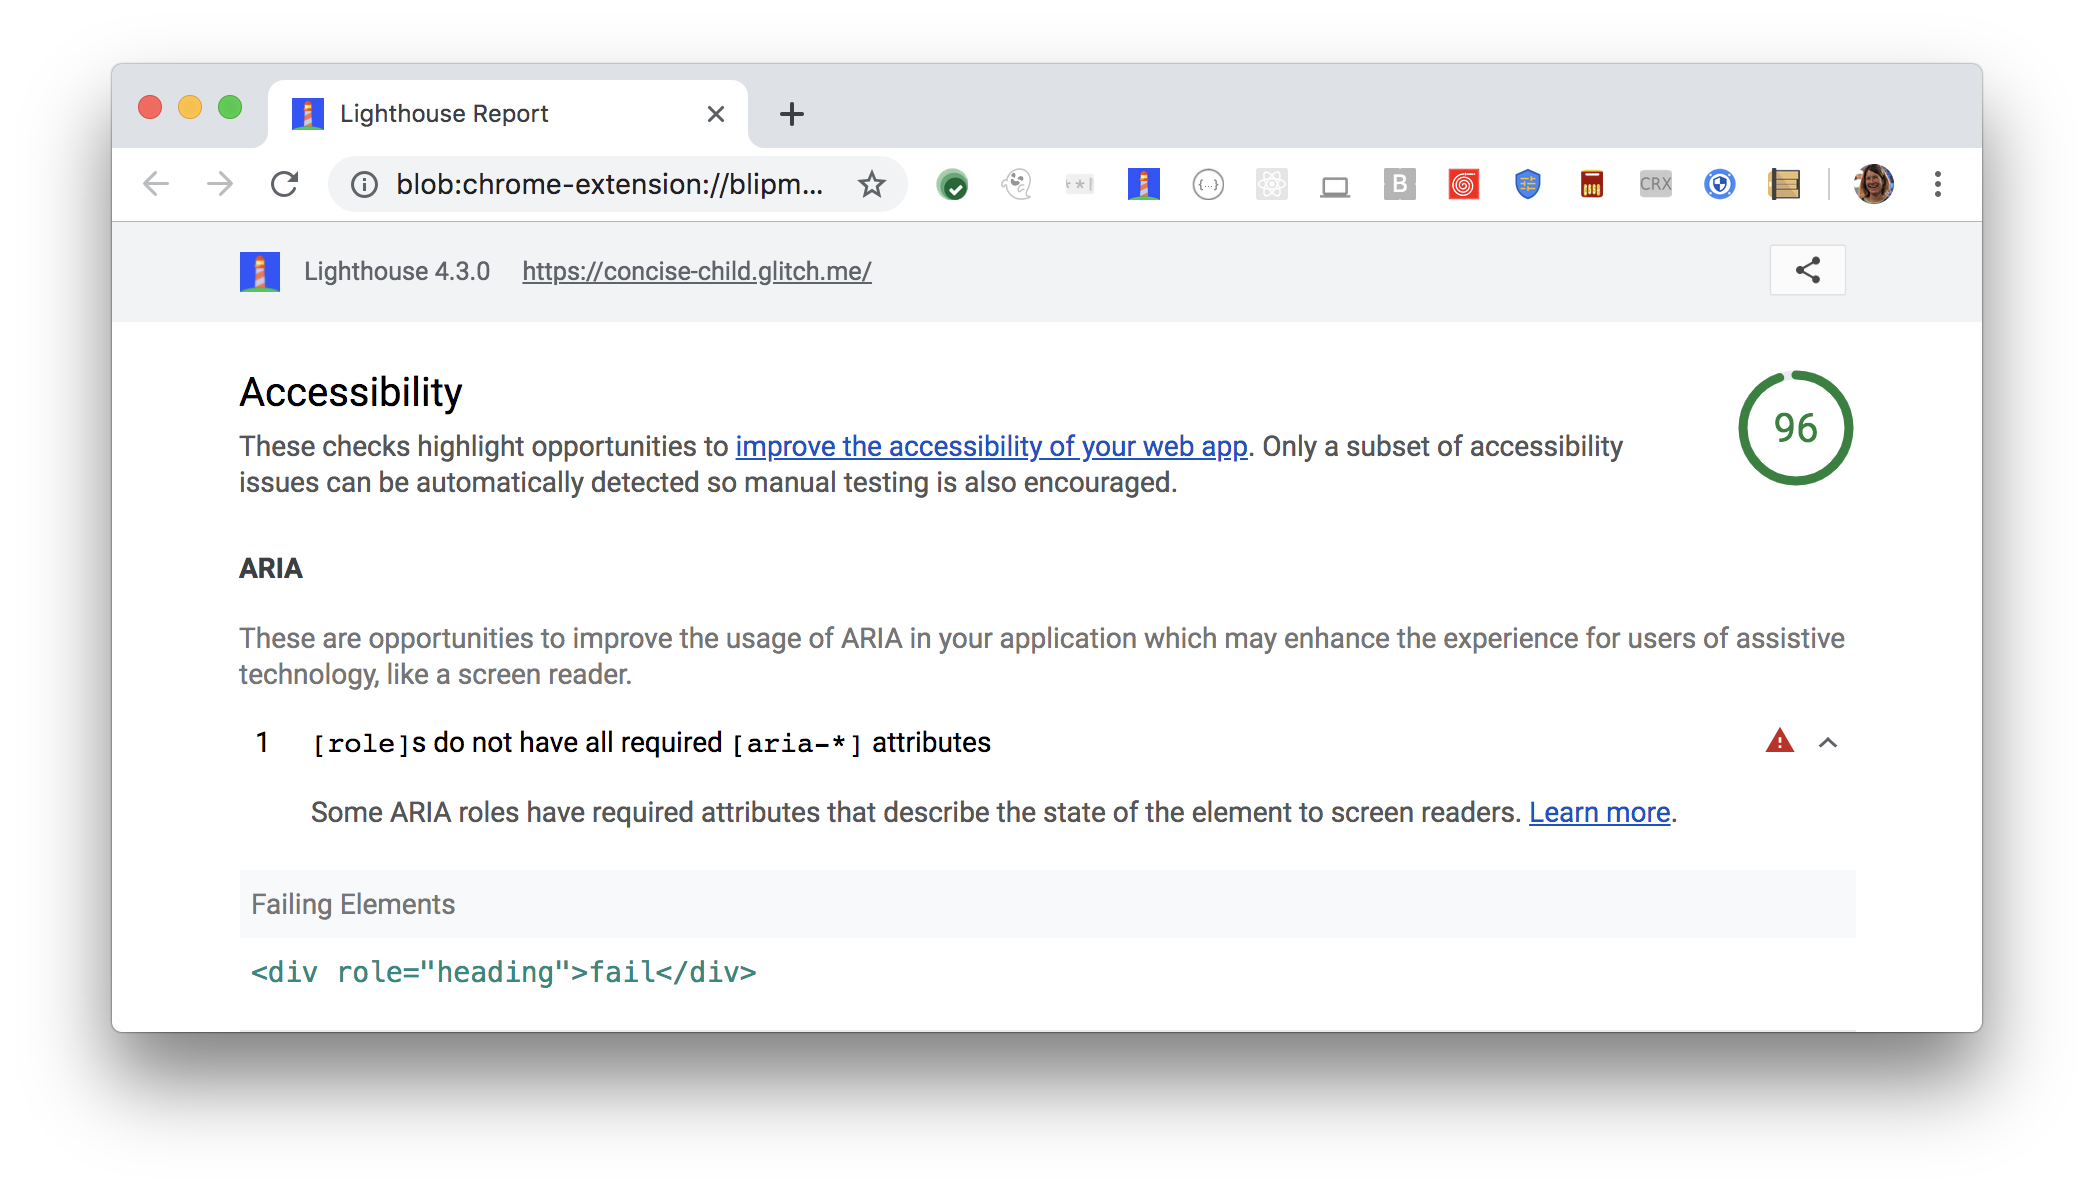 Lighthouse Report
blob:chrome-extension://blipm...
{...}
B
CRX
Lighthouse 4.3.0 https://concise-child.glitch.me/
Accessibility
96
These checks highlight opportunities to improve the accessibility of your web app. Only a subset of accessibility
issues can be automatically detected so manual testing is also encouraged.
ARIA
These are opportunities to improve the usage of ARIA in your application which may enhance the experience for users of assistive
technology, like a screen reader.
1 [role]s do not have all required [aria-*] attributes
Some ARIA roles have required attributes that describe the state of the element to screen readers. Learn more.
Failing Elements
<div role="heading">fail</div>